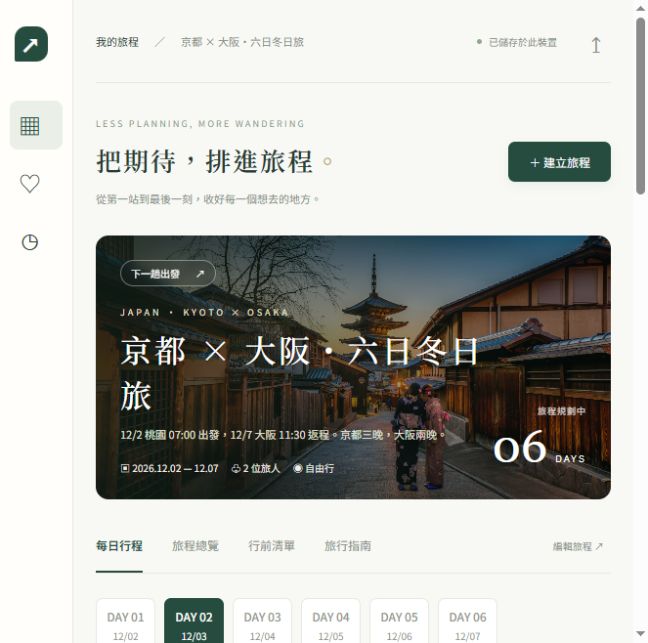 我的旅程 ／ 京都 × 大阪・六日冬日旅
已儲存於此裝置
LESS PLANNING, MORE WANDERING
把期待，排進旅程。
＋ 建立旅程
從第一站到最後一刻，收好每一個想去的地方。
下一趟出發 ↗
JAPAN · KYOTO × OSAKA
京都 × 大阪・六日冬日
旅
旅程規劃中
12/2 桃園 07:00 出發，12/7 大阪 11:30 返程。京都三晚，大阪兩晚。
06 DAYS
2026.12.02 — 12.07 2 位旅人 自由行
每日行程 旅程總覽 行前清單 旅行指南 編輯旅程 ↗
DAY 01 DAY 02 DAY 03 DAY 04 DAY 05 DAY 06
12/02 12/03 12/04 12/05 12/06 12/07